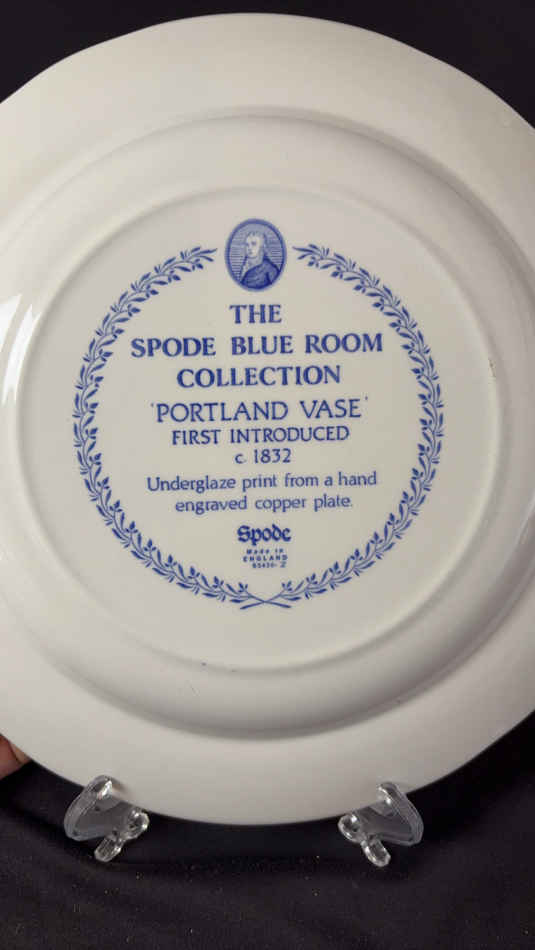 THE
SPODE BLUE ROOM
COLLECTION
'PORTLAND VASE'
FIRST INTRODUCED
c. 1832
Underglaze print from a hand
engraved copper plate.
Spode
Made in
ENGLAND